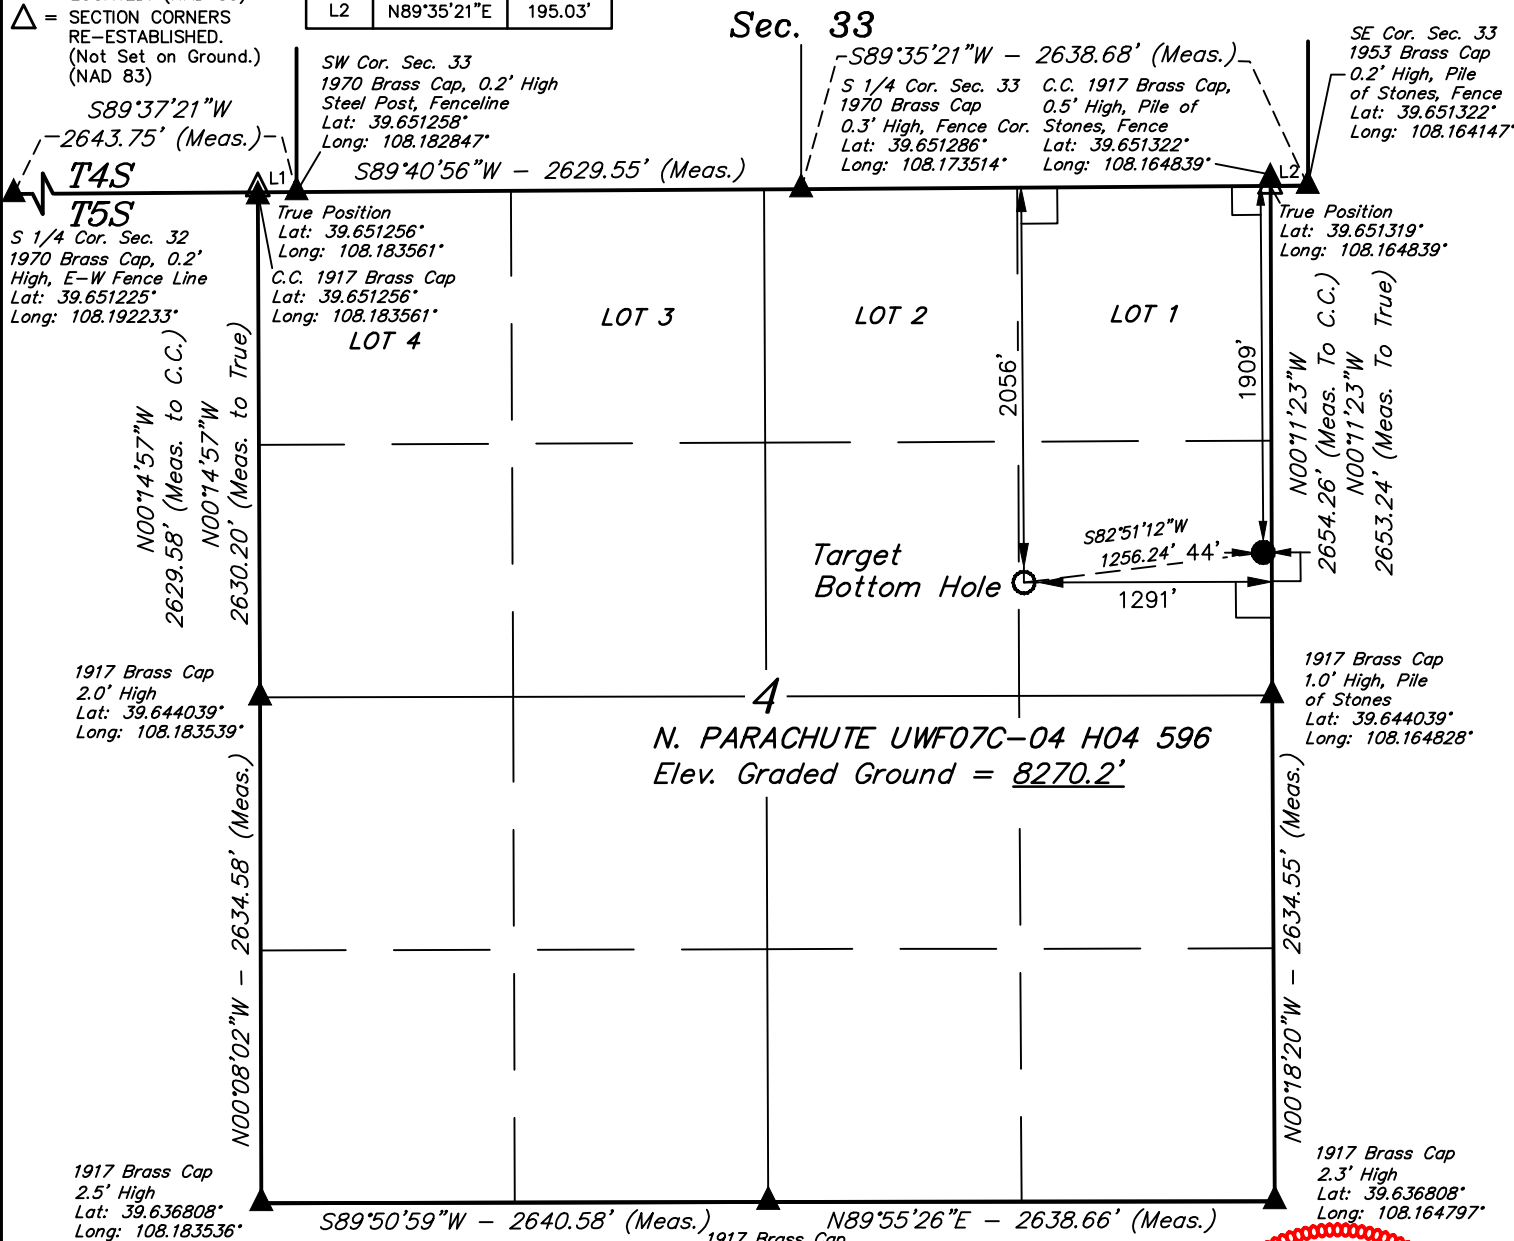 = SECTION CORNERS
RE-ESTABLISHED.
(Not Set on Ground.)
(NAD 83)
L2 N89°35'21"E 195.03'
Sec. 33
S89°37'21"W
2643.75' (Meas.)
SW Cor. Sec. 33
1970 Brass Cap, 0.2' High
Steel Post, Fenceline
Lat: 39.651258°
Long: 108.182847°
S89°40'56"W - 2629.55' (Meas.)
S89°35'21"W - 2638.68' (Meas.)
S 1/4 Cor. Sec. 33
1970 Brass Cap
0.3' High, Fence Cor.
Lat: 39.651286°
Long: 108.173514°
C.C. 1917 Brass Cap,
0.5' High, Pile of
Stones, Fence
Lat: 39.651322°
Long: 108.164839°
SE Cor. Sec. 33
1953 Brass Cap
0.2' High, Pile
of Stones, Fence
Lat: 39.651322°
Long: 108.164147°
T4S
T5S
L1
L2
S 1/4 Cor. Sec. 32
1970 Brass Cap, 0.2'
High, E-W Fence Line
Lat: 39.651225°
Long: 108.192233°
True Position
Lat: 39.651256°
Long: 108.183561°
C.C. 1917 Brass Cap
Lat: 39.651256°
Long: 108.183561°
True Position
Lat: 39.651319°
Long: 108.164839°
LOT 4
LOT 3
LOT 2
LOT 1
N00°14'57"W
2629.58' (Meas. to C.C.)
N00°14'57"W
2630.20' (Meas. to True)
2056'
1909'
N00°11'23"W
2654.26' (Meas. To C.C.)
N00°11'23"W
2653.24' (Meas. To True)
S82°51'12"W
1256.24'
44'
Target
Bottom Hole
1291'
1917 Brass Cap
2.0' High
Lat: 39.644039°
Long: 108.183539°
1917 Brass Cap
1.0' High, Pile
of Stones
Lat: 39.644039°
Long: 108.164828°
4
N. PARACHUTE UWF07C-04 H04 596
Elev. Graded Ground = 8270.2'
N00°08'02"W - 2634.58' (Meas.)
N00°18'20"W - 2634.55' (Meas.)
1917 Brass Cap
2.5' High
Lat: 39.636808°
Long: 108.183536°
S89°50'59"W - 2640.58' (Meas.)
1917 Brass Cap
N89°55'26"E - 2638.66' (Meas.)
1917 Brass Cap
2.3' High
Lat: 39.636808°
Long: 108.164797°